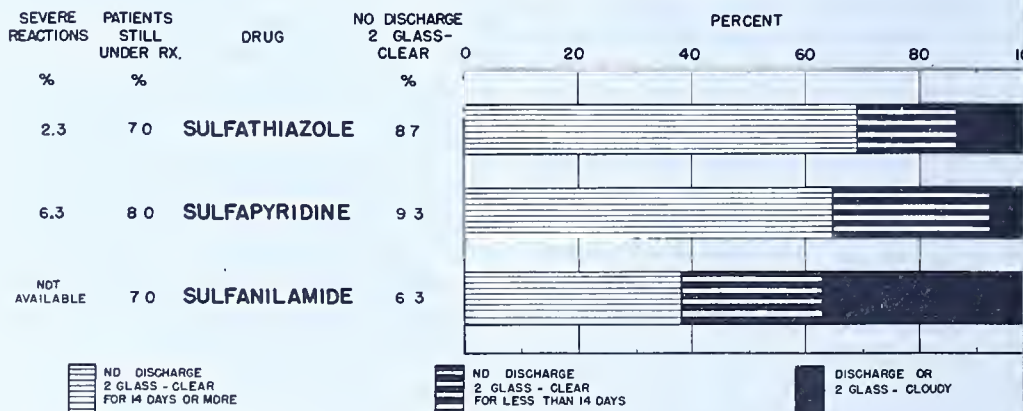 SEVERE REACTIONS
PATIENTS STILL UNDER RX.
DRUG
NO DISCHARGE 2 GLASS- CLEAR
PERCENT
0 20 40 60 80 10
% % %
2.3 70 SULFATHIAZOLE 87
6.3 80 SULFAPYRIDINE 93
NOT AVAILABLE 70 SULFANILAMIDE 63
NO DISCHARGE
2 GLASS - CLEAR
FOR 14 DAYS OR MORE
NO DISCHARGE
2 GLASS - CLEAR
FOR LESS THAN 14 DAYS
DISCHARGE OR
2 GLASS - CLOUDY